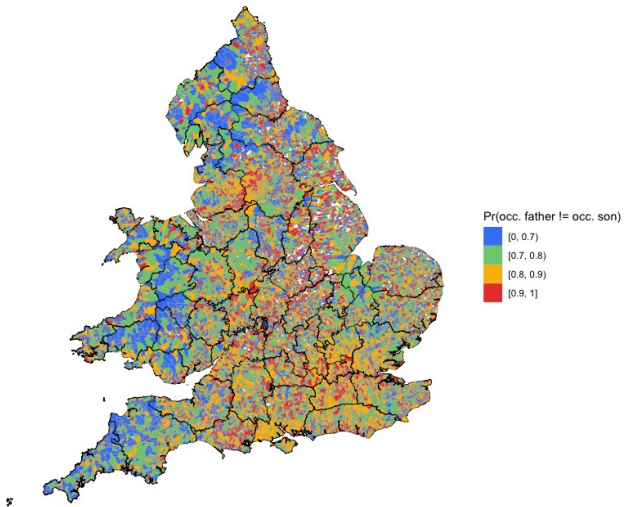 Pr(occ. father != occ. son)
[0, 0.7)
[0.7, 0.8)
[0.8, 0.9)
[0.9, 1]